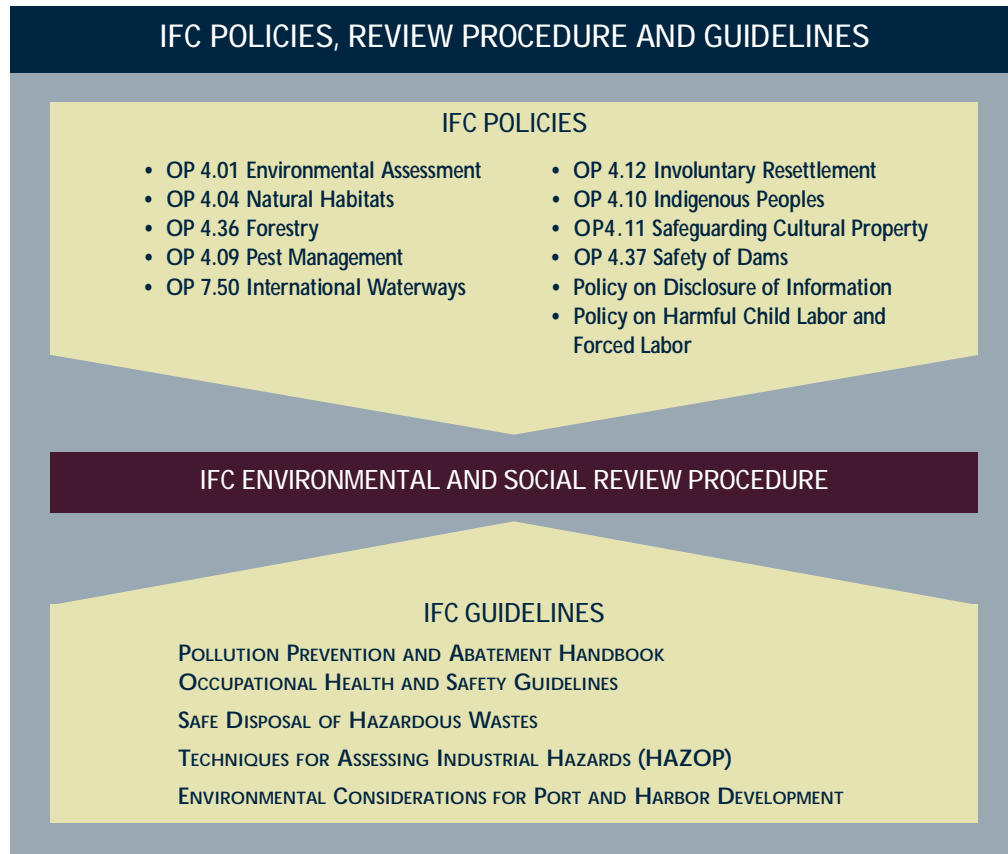 IFC POLICIES, REVIEW PROCEDURE AND GUIDELINES
IFC POLICIES
• OP 4.01 Environmental Assessment
• OP 4.04 Natural Habitats
• OP 4.36 Forestry
• OP 4.09 Pest Management
• OP 7.50 International Waterways
• OP 4.12 Involuntary Resettlement
• OP 4.10 Indigenous Peoples
• OP4.11 Safeguarding Cultural Property
• OP 4.37 Safety of Dams
• Policy on Disclosure of Information
• Policy on Harmful Child Labor and
Forced Labor
IFC ENVIRONMENTAL AND SOCIAL REVIEW PROCEDURE
IFC GUIDELINES
POLLUTION PREVENTION AND ABATEMENT HANDBOOK
OCCUPATIONAL HEALTH AND SAFETY GUIDELINES
SAFE DISPOSAL OF HAZARDOUS WASTES
TECHNIQUES FOR ASSESSING INDUSTRIAL HAZARDS (HAZOP)
ENVIRONMENTAL CONSIDERATIONS FOR PORT AND HARBOR DEVELOPMENT